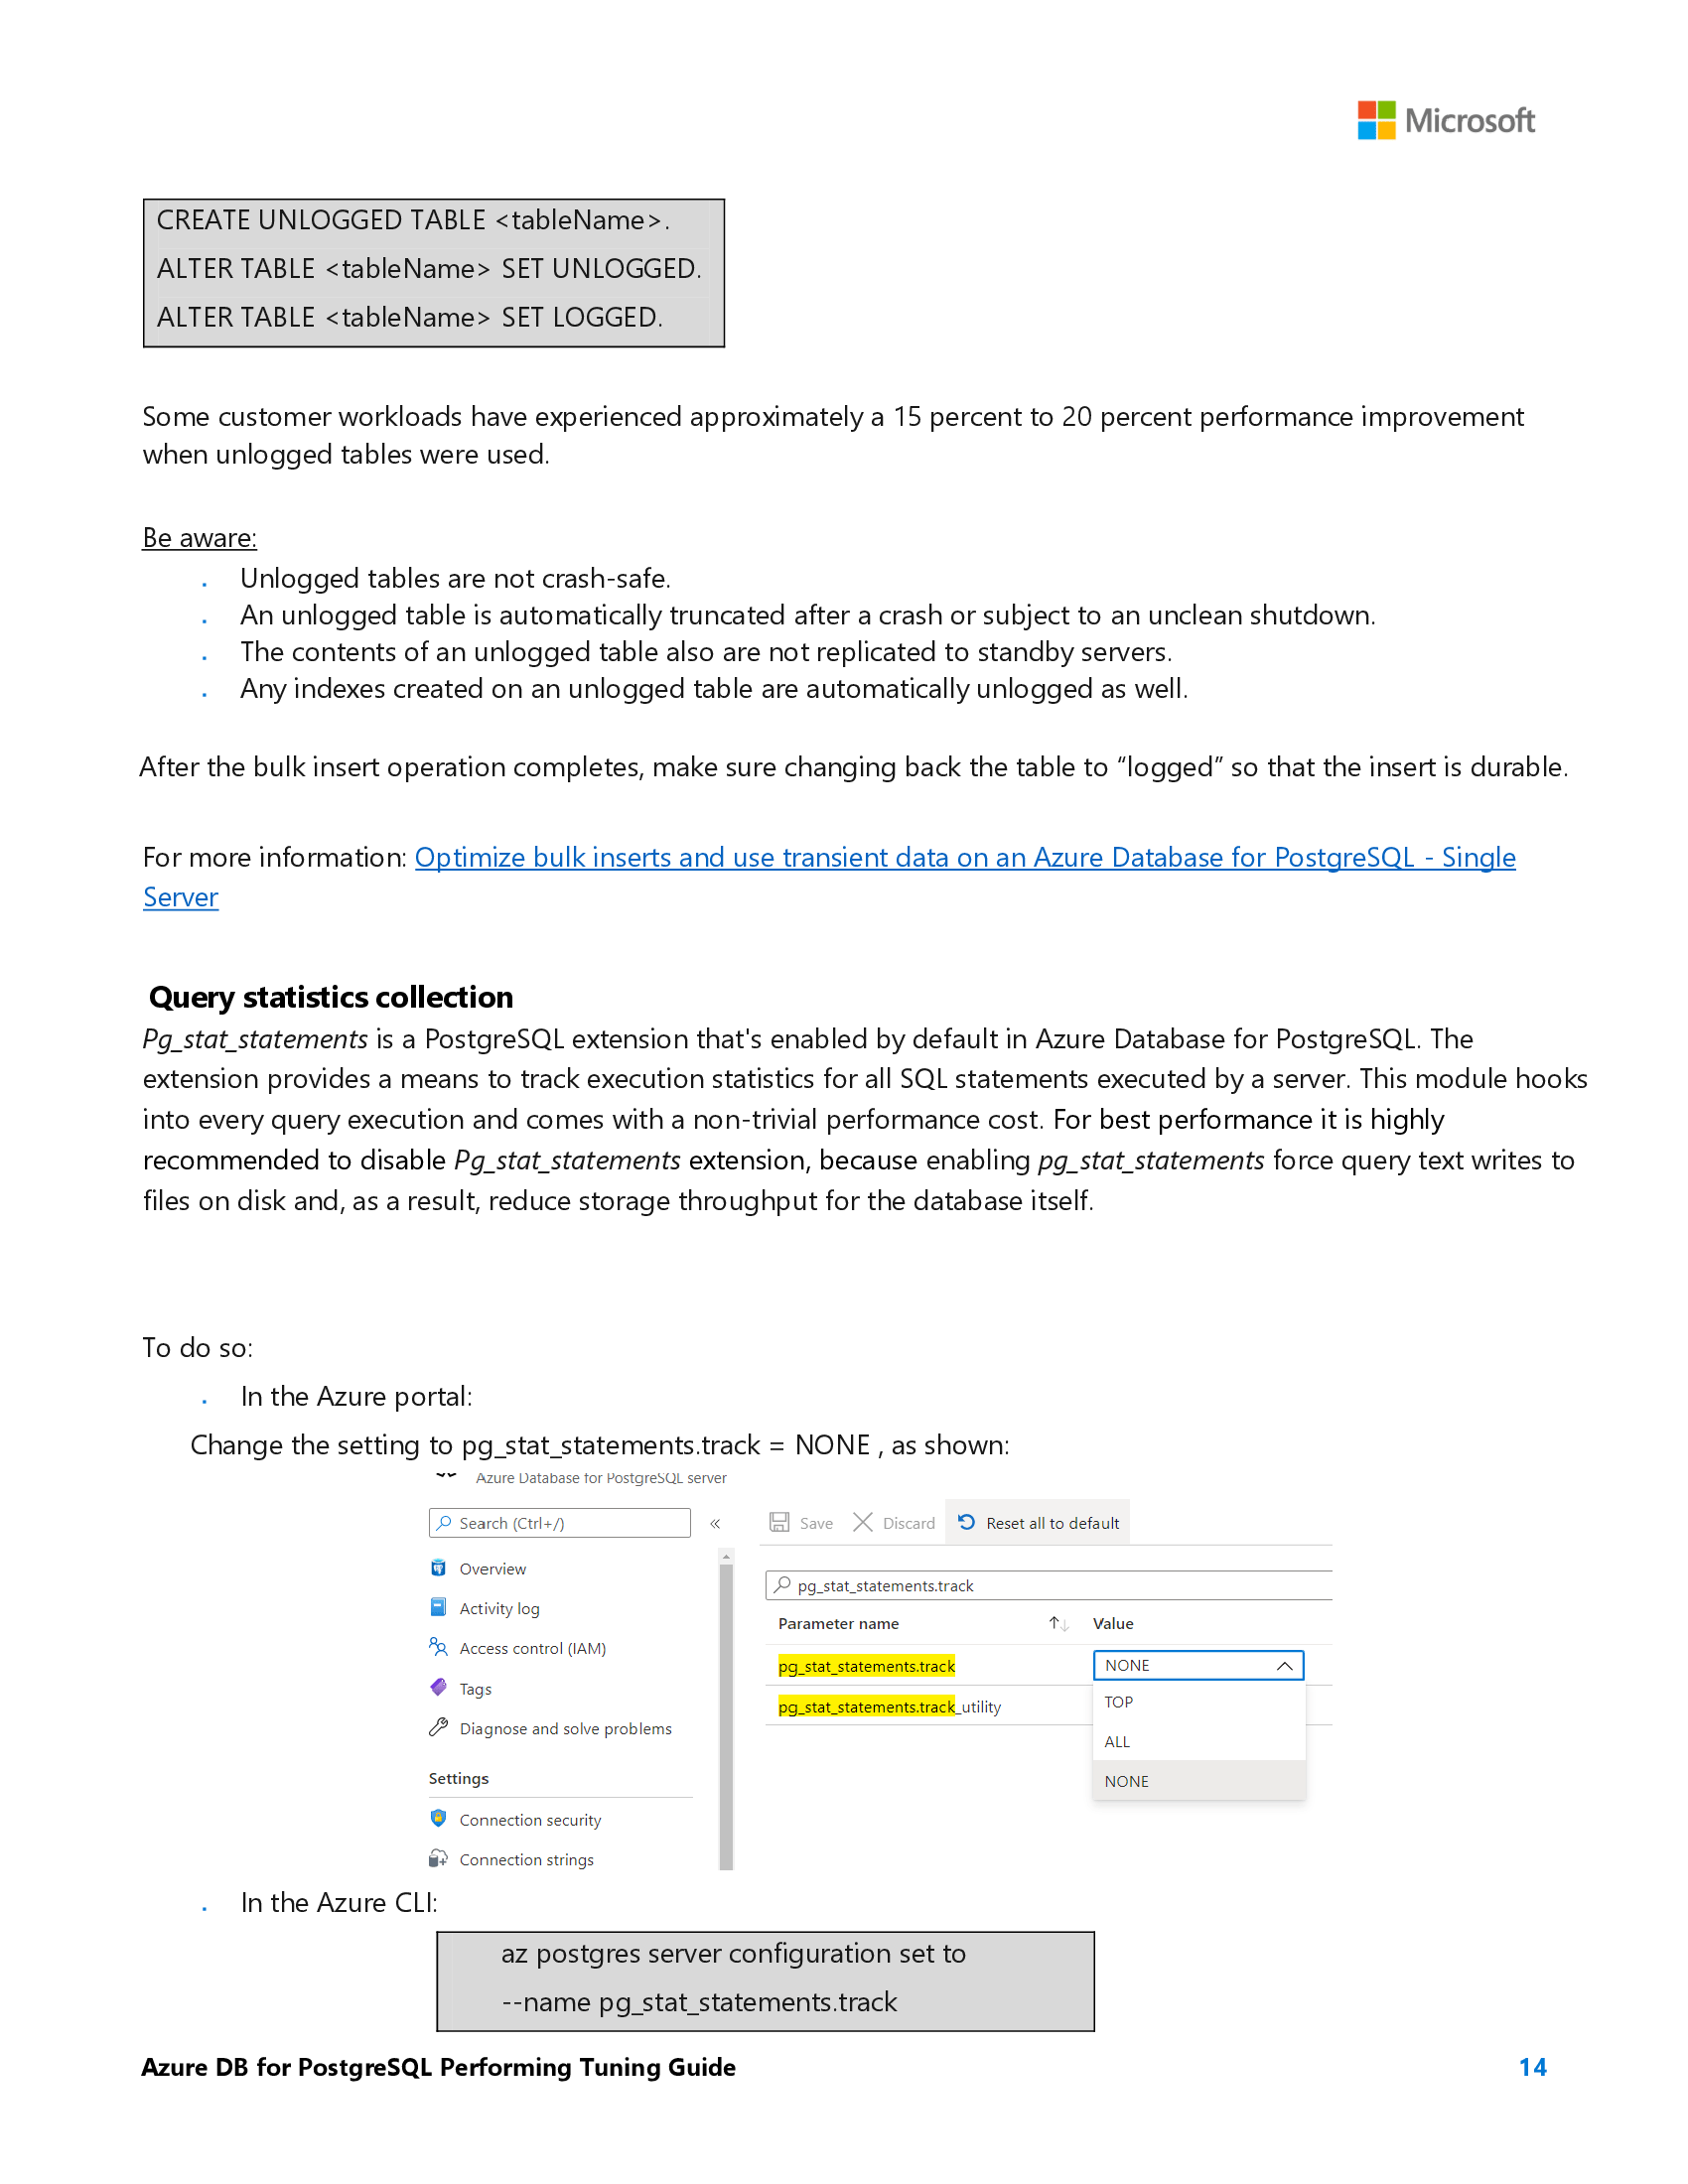 Microsoft
CREATE UNLOGGED TABLE <tableName>.
ALTER TABLE <tableName> SET UNLOGGED.
ALTER TABLE <tableName> SET LOGGED.
Some customer workloads have experienced approximately a 15 percent to 20 percent performance improvement
when unlogged tables were used.
Be aware:
. Unlogged tables are not crash-safe.
. An unlogged table is automatically truncated after a crash or subject to an unclean shutdown.
. The contents of an unlogged table also are not replicated to standby servers.
. Any indexes created on an unlogged table are automatically unlogged as well.
After the bulk insert operation completes, make sure changing back the table to “logged” so that the insert is durable.
For more information: Optimize bulk inserts and use transient data on an Azure Database for PostgreSQL - Single
Server
Query statistics collection
Pg_stat_statements is a PostgreSQL extension that's enabled by default in Azure Database for PostgreSQL. The
extension provides a means to track execution statistics for all SQL statements executed by a server. This module hooks
into every query execution and comes with a non-trivial performance cost. For best performance it is highly
recommended to disable Pg_stat_statements extension, because enabling pg_stat_statements force query text writes to
files on disk and, as a result, reduce storage throughput for the database itself.
To do so:
. In the Azure portal:
Change the setting to pg_stat_statements.track = NONE , as shown:
Azure Database for PostgreSQL server
Search (Ctrl+/) «
Save Discard Reset all to default
Overview
Activity log
Access control (IAM)
Tags
Diagnose and solve problems
Settings
Connection security
Connection strings
pg_stat_statements.track
Parameter name ↑↓ Value
pg_stat_statements.track NONE
pg_stat_statements.track_utility
TOP
ALL
NONE
. In the Azure CLI:
az postgres server configuration set to
--name pg_stat_statements.track
Azure DB for PostgreSQL Performing Tuning Guide 14